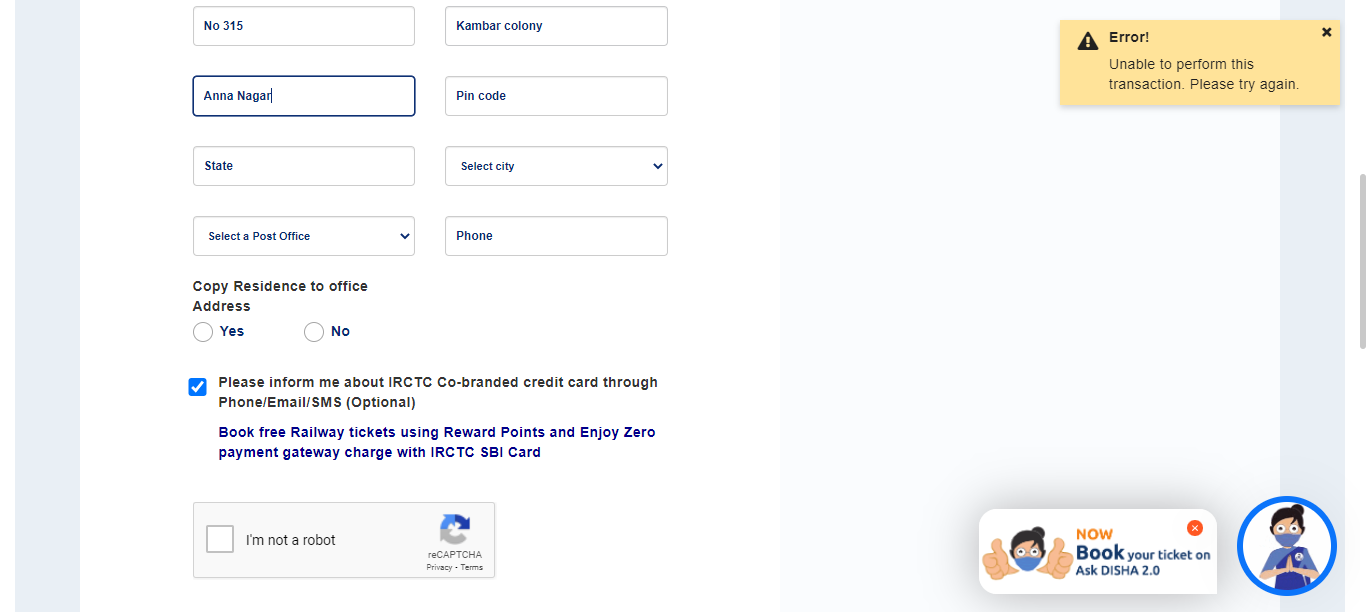 No 315
Kambar colony
Anna Nagar
Pin code
State
Select city
Select a Post Office
Phone
Copy Residence to office
Address
Yes
No
Please inform me about IRCTC Co-branded credit card through
Phone/Email/SMS (Optional)
Book free Railway tickets using Reward Points and Enjoy Zero
payment gateway charge with IRCTC SBI Card
I'm not a robot
reCAPTCHA
Privacy - Terms
Error!
Unable to perform this
transaction. Please try again.
NOW
Book your ticket on
Ask DISHA 2.0